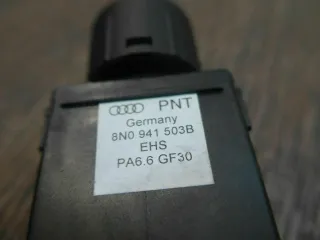 PNT
Germany
8N0 941 503B
EHS
PA6.6 GF30